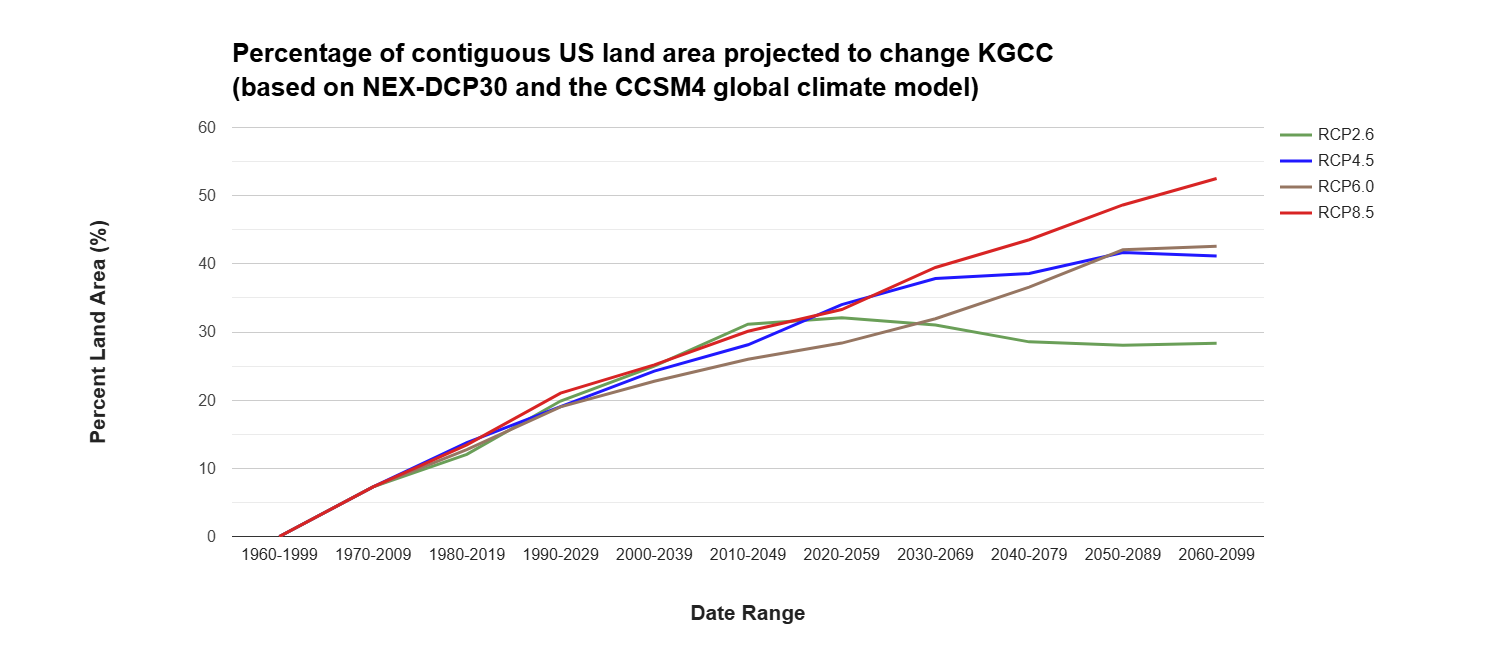 Percentage of contiguous US land area projected to change KGCC
(based on NEX-DCP30 and the CCSM4 global climate model)
60
50
40
30
20
10
0
Percent Land Area (%)
RCP2.6
RCP4.5
RCP6.0
RCP8.5
1960-1999 1970-2009 1980-2019 1990-2029 2000-2039 2010-2049 2020-2059 2030-2069 2040-2079 2050-2089 2060-2099
Date Range